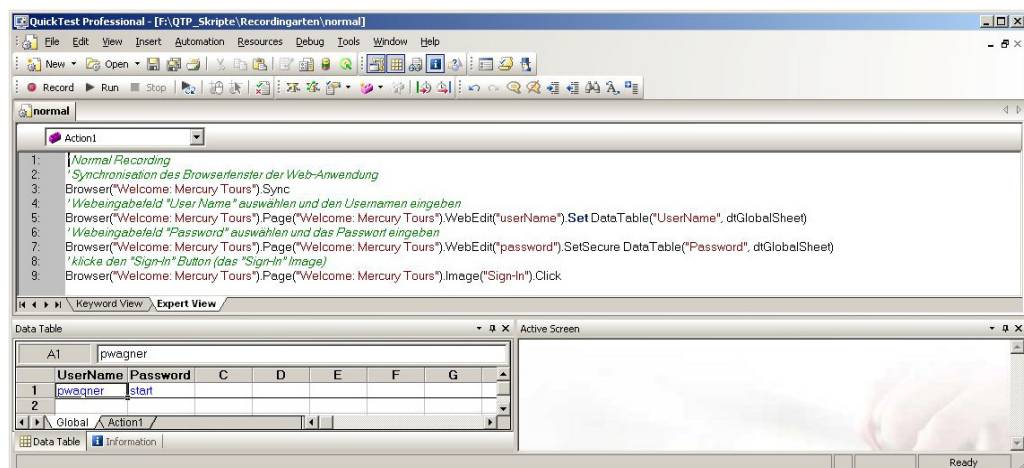 QuickTest Professional - [F:\QTP_Skripte\Recordingarten\normal]
File Edit View Insert Automation Resources Debug Tools Window Help
New Open
Record Run Stop
normal
Action1
1: 'Normal Recording
2: 'Synchronisation des Browserfenster der Web-Anwendung
3: Browser("Welcome: Mercury Tours").Sync
4: 'Webeingabefeld "User Name" auswählen und den Usernamen eingeben
5: Browser("Welcome: Mercury Tours").Page("Welcome: Mercury Tours").WebEdit("userName").Set DataTable("UserName", dtGlobalSheet)
6: 'Webeingabefeld "Password" auswählen und das Passwort eingeben
7: Browser("Welcome: Mercury Tours").Page("Welcome: Mercury Tours").WebEdit("password").SetSecure DataTable("Password", dtGlobalSheet)
8: 'klicke den "Sign-In" Button (das "Sign-In" Image)
9: Browser("Welcome: Mercury Tours").Page("Welcome: Mercury Tours").Image("Sign-In").Click
Keyword View Expert View
Data Table
Active Screen
A1 pwagner
UserName Password C D E F G
1 pwagner start
2
Global Action1
Data Table Information
Ready